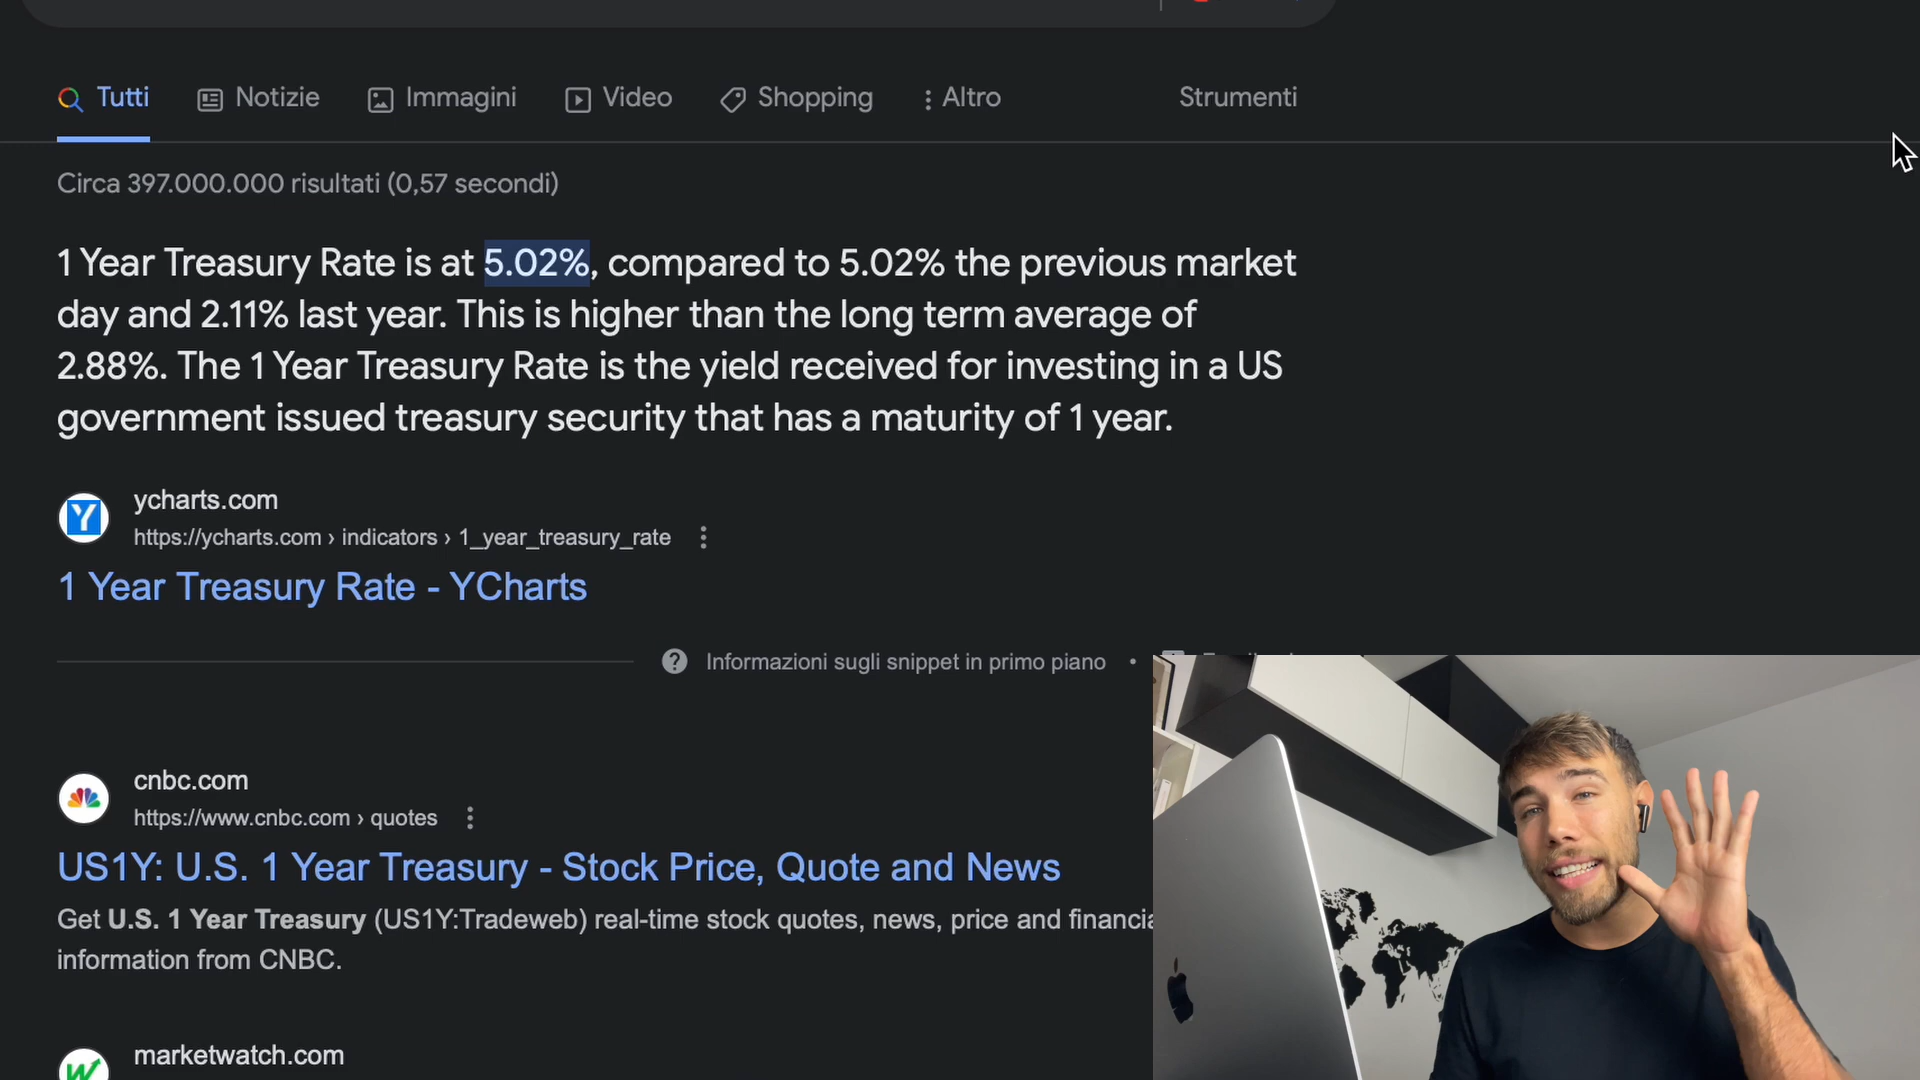 Tutti
Notizie
Immagini
Video
Shopping
Altro
Strumenti
Circa 397.000.000 risultati (0,57 secondi)
1 Year Treasury Rate is at 5.02%, compared to 5.02% the previous market
day and 2.11% last year. This is higher than the long term average of
2.88%. The 1 Year Treasury Rate is the yield received for investing in a US
government issued treasury security that has a maturity of 1 year.
ycharts.com
https://ycharts.com › indicators › 1_year_treasury_rate
1 Year Treasury Rate - YCharts
Informazioni sugli snippet in primo piano •
cnbc.com
https://www.cnbc.com › quotes
US1Y: U.S. 1 Year Treasury - Stock Price, Quote and News
Get U.S. 1 Year Treasury (US1Y:Tradeweb) real-time stock quotes, news, price and financia
information from CNBC.
marketwatch.com